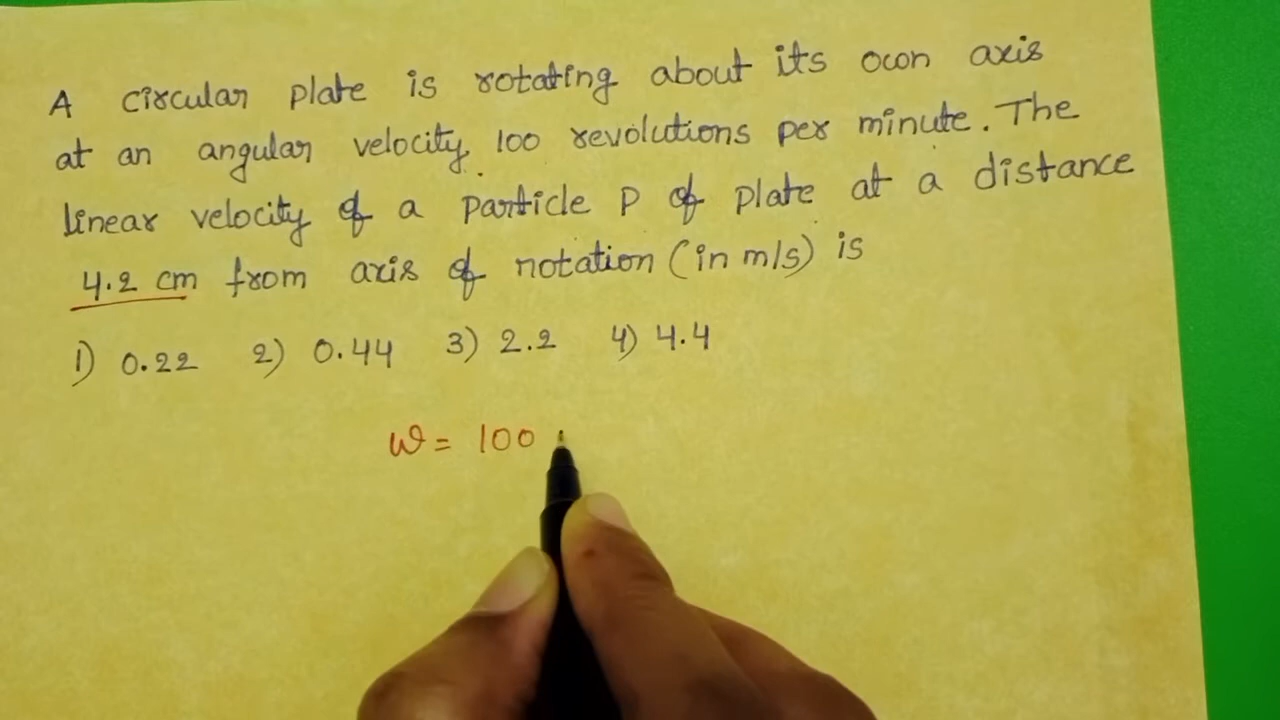 A circular plate is rotating about its own axis
at an angular velocity 100 revolutions per minute. The
linear velocity of a particle P of plate at a distance
4.2 cm from axis of rotation (in m/s) is
1) 0.22 2) 0.44 3) 2.2 4) 4.4
ω = 100